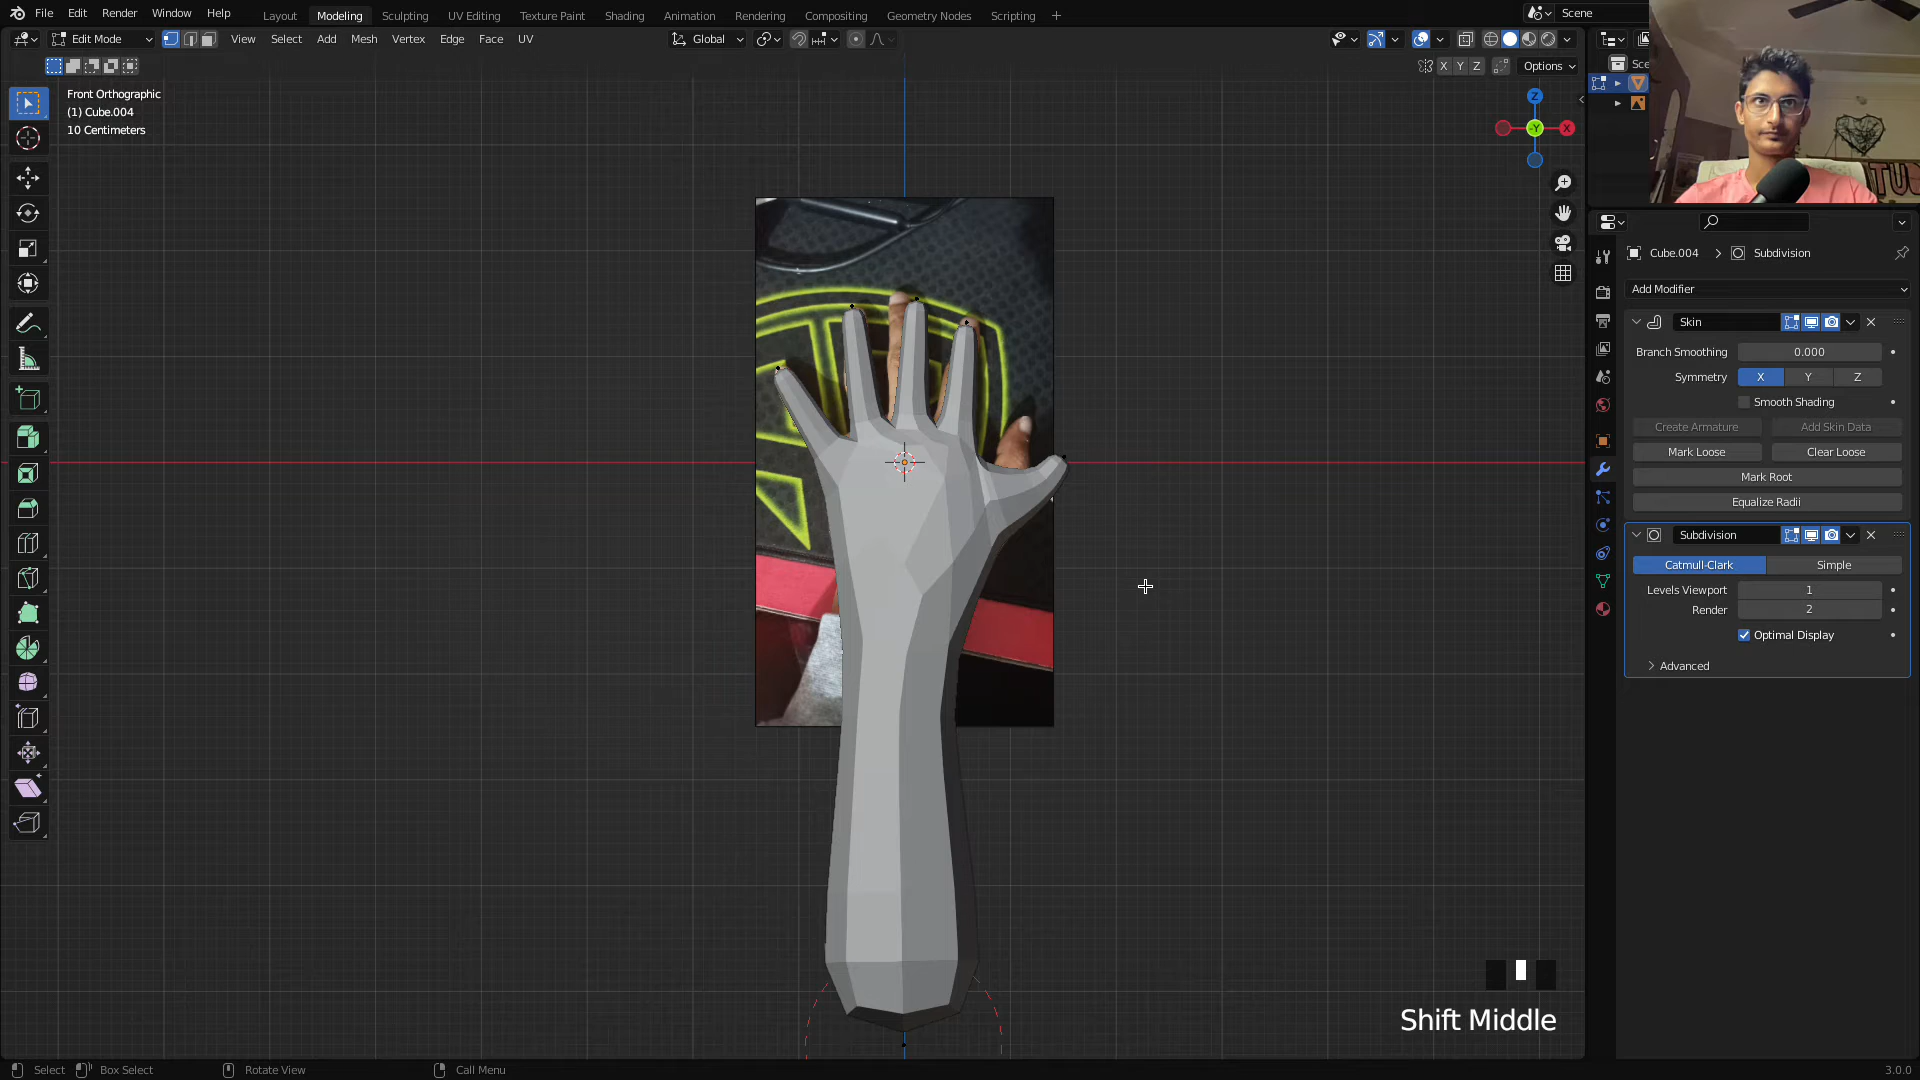 File Edit Render Window Help
Layout Modeling Sculpting UV Editing Texture Paint Shading Animation Rendering Compositing Geometry Nodes Scripting +
Scene
Edit Mode View Select Add Mesh Vertex Edge Face UV
Global
X Y Z Options
Front Orthographic
(1) Cube.004
10 Centimeters
Z
X
-Y
Sce
Cube.004 > Subdivision
Add Modifier
Skin
Branch Smoothing 0.000
Symmetry X Y Z
Smooth Shading
Create Armature Add Skin Data
Mark Loose Clear Loose
Mark Root
Equalize Radii
Subdivision
Catmull-Clark Simple
Levels Viewport 1
Render 2
Optimal Display
Advanced
Shift Middle
Select Box Select Rotate View Call Menu 3.0.0